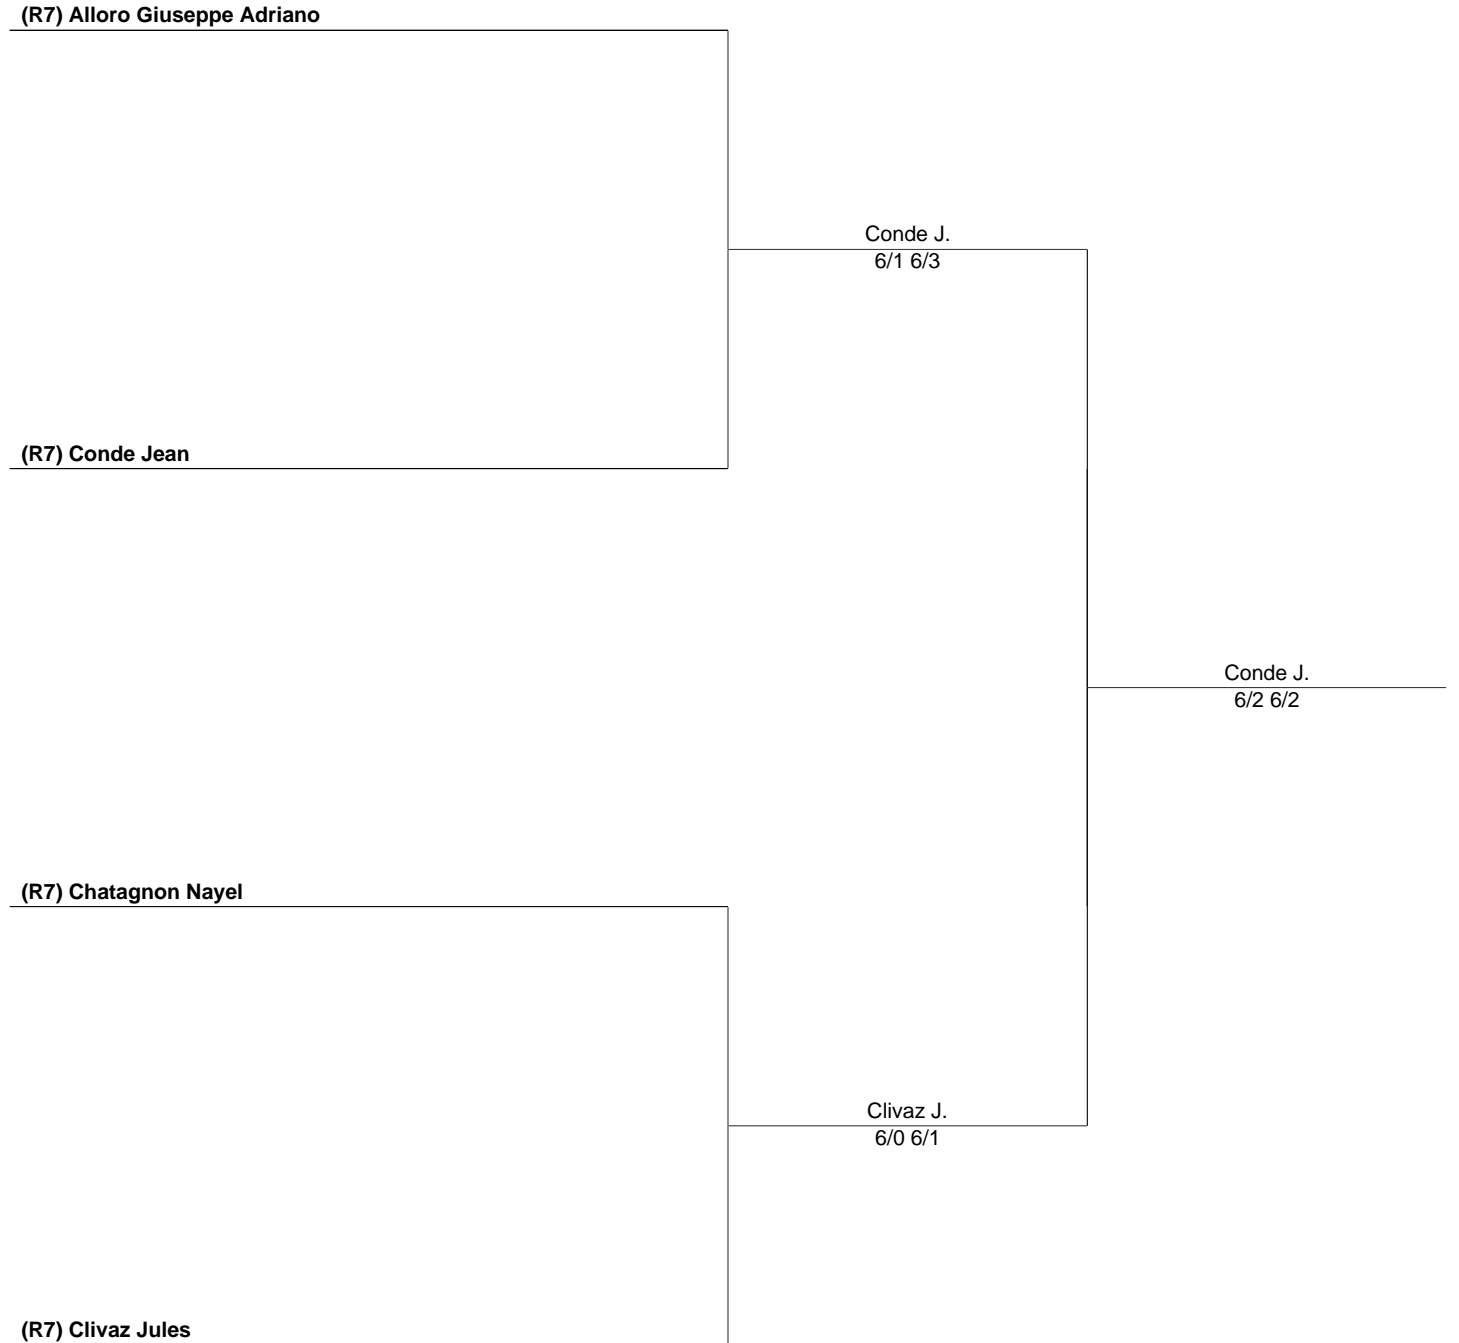 (R7) Alloro Giuseppe Adriano
Conde J.
6/1 6/3
(R7) Conde Jean
Conde J.
6/2 6/2
(R7) Chatagnon Nayel
Clivaz J.
6/0 6/1
(R7) Clivaz Jules